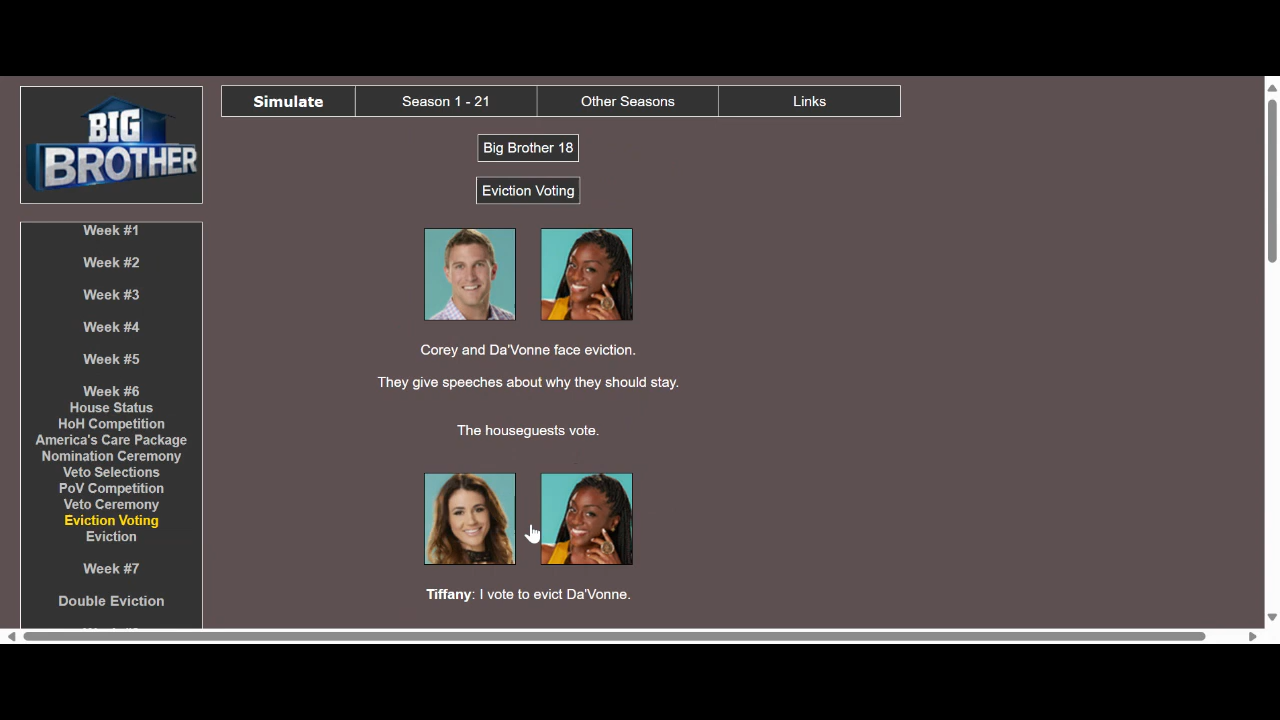 BIG
BROTHER
Simulate
Season 1 - 21
Other Seasons
Links
Big Brother 18
Eviction Voting
Week #1
Week #2
Week #3
Week #4
Week #5
Week #6
House Status
HoH Competition
America's Care Package
Nomination Ceremony
Veto Selections
PoV Competition
Veto Ceremony
Eviction Voting
Eviction
Week #7
Double Eviction
Corey and Da'Vonne face eviction.
They give speeches about why they should stay.
The houseguests vote.
Tiffany: I vote to evict Da'Vonne.